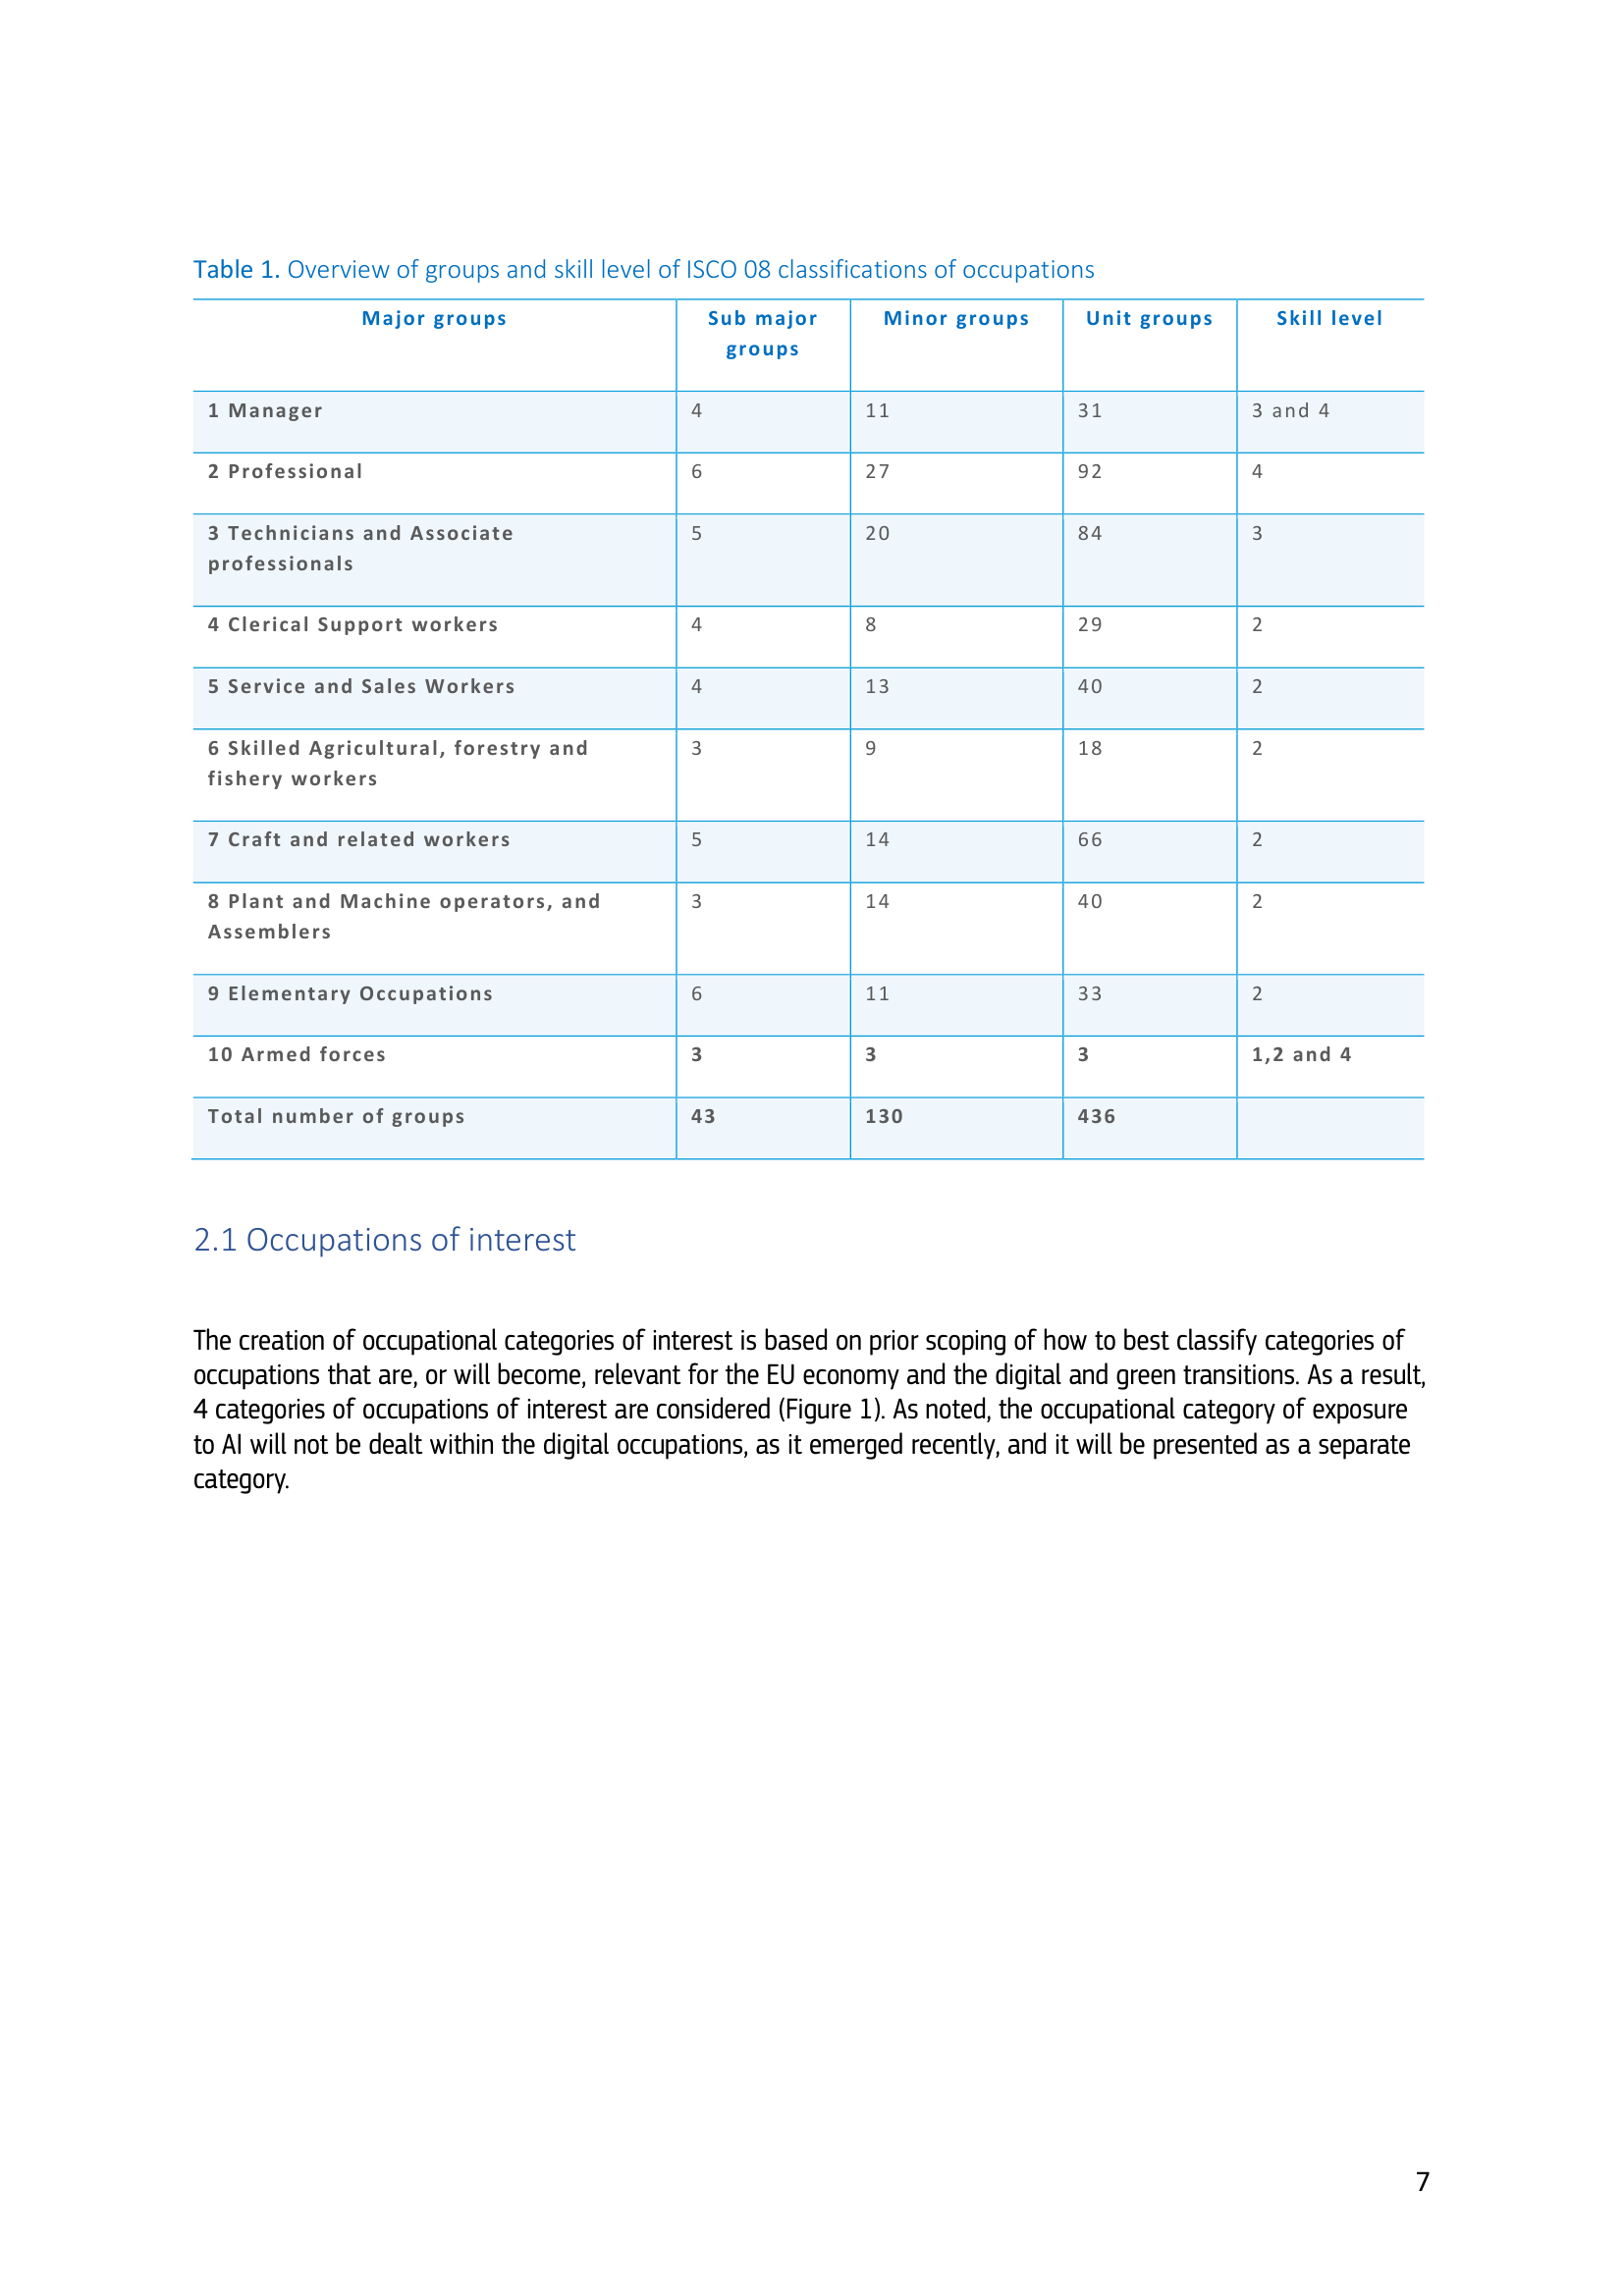 Table 1. Overview of groups and skill level of ISCO 08 classifications of occupations
Major groups Sub major groups Minor groups Unit groups Skill level
1 Manager 4 11 31 3 and 4
2 Professional 6 27 92 4
3 Technicians and Associate professionals 5 20 84 3
4 Clerical Support workers 4 8 29 2
5 Service and Sales Workers 4 13 40 2
6 Skilled Agricultural, forestry and fishery workers 3 9 18 2
7 Craft and related workers 5 14 66 2
8 Plant and Machine operators, and Assemblers 3 14 40 2
9 Elementary Occupations 6 11 33 2
10 Armed forces 3 3 3 1,2 and 4
Total number of groups 43 130 436
2.1 Occupations of interest
The creation of occupational categories of interest is based on prior scoping of how to best classify categories of
occupations that are, or will become, relevant for the EU economy and the digital and green transitions. As a result,
4 categories of occupations of interest are considered (Figure 1). As noted, the occupational category of exposure
to AI will not be dealt within the digital occupations, as it emerged recently, and it will be presented as a separate
category.
7